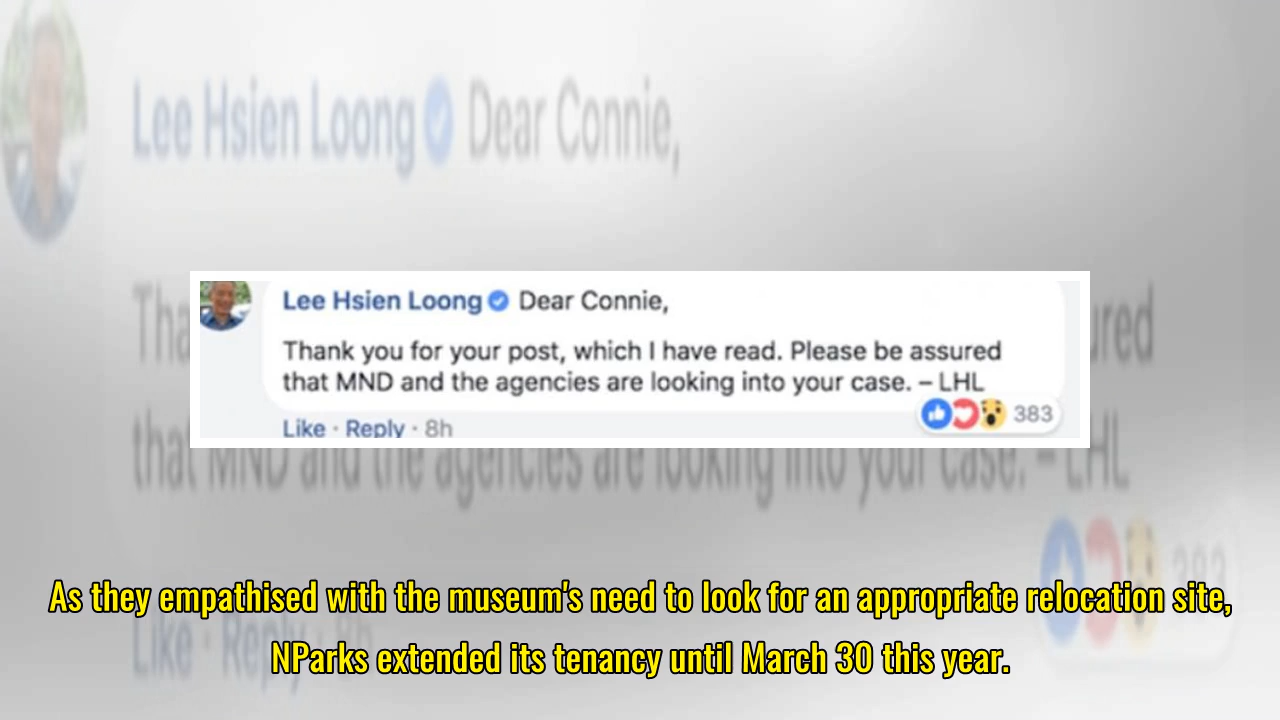 Lee Hsien Loong Dear Connie,
Thank you for your post, which I have read. Please be assured
that MND and the agencies are looking into your case. – LHL
383
Like · Reply · 8h
As they empathised with the museum's need to look for an appropriate relocation site,
NParks extended its tenancy until March 30 this year.